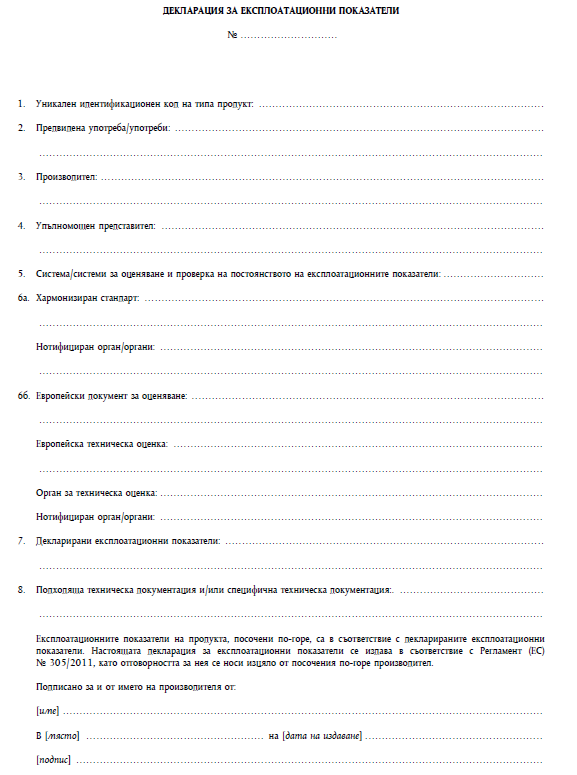 ДЕКЛАРАЦИЯ ЗА ЕКСПЛОАТАЦИОННИ ПОКАЗАТЕЛИ
№ ............................
1. Уникален идентификационен код на типа продукт: ............................
2. Предвидена употреба/употреби: ............................
............................
3. Производител: ............................
............................
4. Упълномощен представител: ............................
............................
5. Система/системи за оценяване и проверка на постоянството на експлоатационните показатели: ............................
6а. Хармонизиран стандарт: ............................
............................
Нотифициран орган/органи: ............................
............................
6б. Европейски документ за оценяване: ............................
............................
Европейска техническа оценка: ............................
............................
Орган за техническа оценка: ............................
Нотифициран орган/органи: ............................
7. Декларирани експлоатационни показатели: ............................
............................
8. Подходяща техническа документация и/или специфична техническа документация:. ............................
............................
Експлоатационните показатели на продукта, посочени по-горе, са в съответствие с декларираните експлоатационни
показатели. Настоящата декларация за експлоатационни показатели се издава в съответствие с Регламент (ЕС)
№ 305/2011, като отговорността за нея се носи изцяло от посочения по-горе производител.
Подписано за и от името на производителя от:
[име] ............................
В [място] ............................ на [дата на издаване] ............................
[подпис] ............................